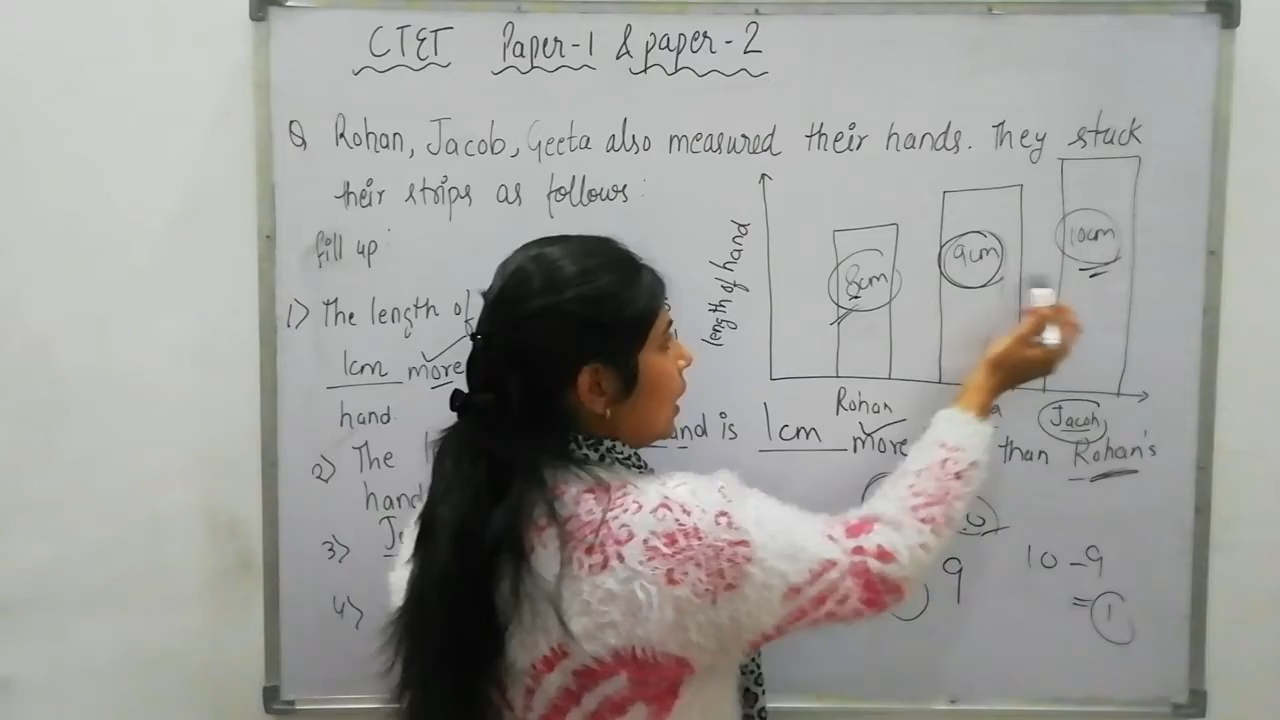 CTET Paper-1 & paper-2
Q Rohan, Jacob, Geeta also measured their hands. They stuck
their strips as follows:
fill up
length of hand
8cm
9cm
10cm
Rohan
Jacob
1) The length of
1cm more
hand.
2) The and is 1cm more than Rohan's
hand
3)
4)
9
10-9
= 1